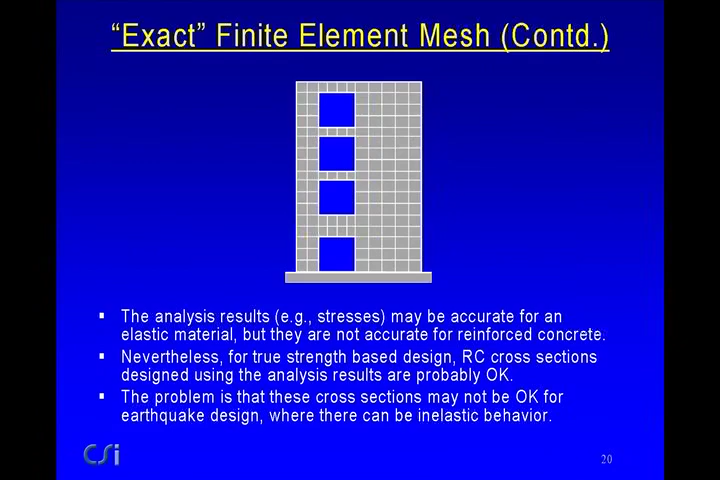 “Exact” Finite Element Mesh (Contd.)
▪ The analysis results (e.g., stresses) may be accurate for an
elastic material, but they are not accurate for reinforced concrete.
▪ Nevertheless, for true strength based design, RC cross sections
designed using the analysis results are probably OK.
▪ The problem is that these cross sections may not be OK for
earthquake design, where there can be inelastic behavior.
CSi
20